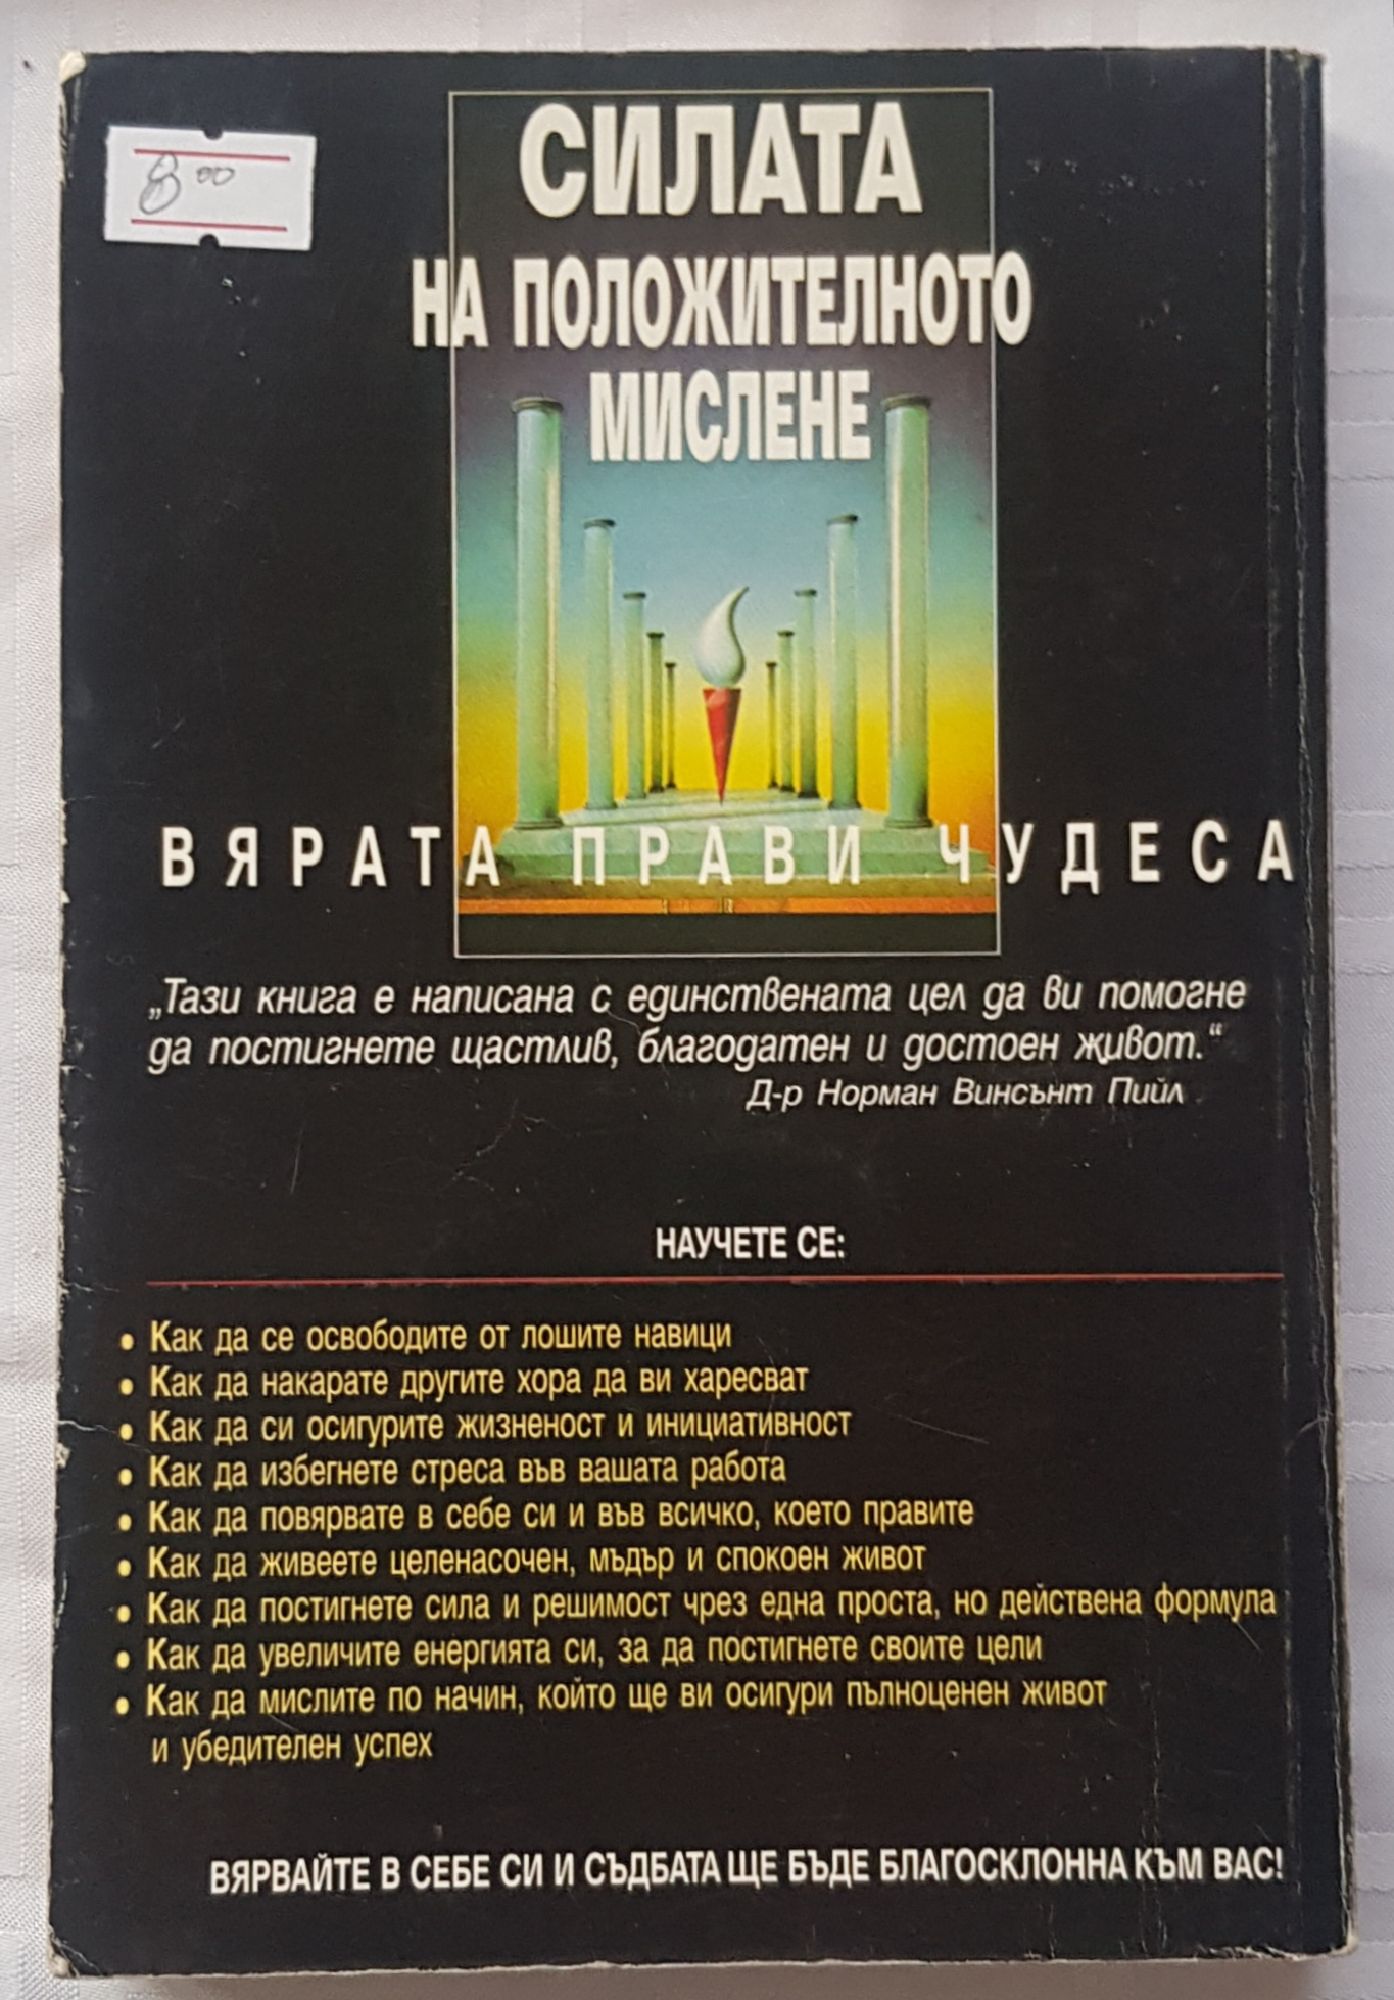 8 00
СИЛАТА
НА ПОЛОЖИТЕЛНОТО
МИСЛЕНЕ
ВЯРАТА ПРАВИ ЧУДЕСА
„Тази книга е написана с единствената цел да ви помогне
да постигнете щастлив, благодатен и достоен живот.“
Д-р Норман Винсънт Пийл
НАУЧЕТЕ СЕ:
• Как да се освободите от лошите навици
• Как да накарате другите хора да ви харесват
• Как да си осигурите жизненост и инициативност
• Как да избегнете стреса във вашата работа
• Как да повярвате в себе си и във всичко, което правите
• Как да живеете целенасочен, мъдър и спокоен живот
• Как да постигнете сила и решимост чрез една проста, но действена формула
• Как да увеличите енергията си, за да постигнете своите цели
• Как да мислите по начин, който ще ви осигури пълноценен живот
и убедителен успех
ВЯРВАЙТЕ В СЕБЕ СИ И СЪДБАТА ЩЕ БЪДЕ БЛАГОСКЛОННА КЪМ ВАС!